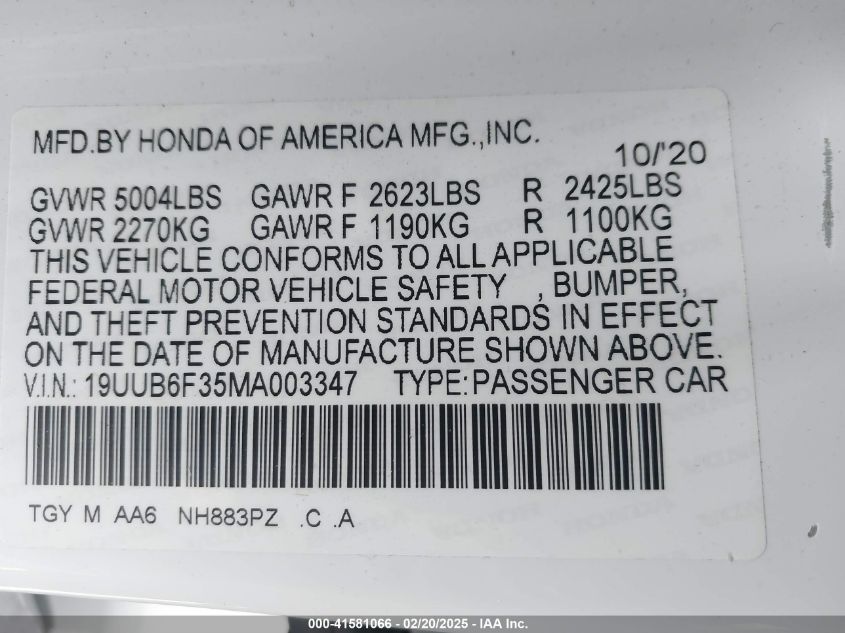 MFD.BY HONDA OF AMERICA MFG.,INC.
10/'20
GVWR 5004LBS GAWR F 2623LBS R 2425LBS
GVWR 2270KG GAWR F 1190KG R 1100KG
THIS VEHICLE CONFORMS TO ALL APPLICABLE
FEDERAL MOTOR VEHICLE SAFETY , BUMPER,
AND THEFT PREVENTION STANDARDS IN EFFECT
ON THE DATE OF MANUFACTURE SHOWN ABOVE.
V.I.N.: 19UUB6F35MA003347 TYPE:PASSENGER CAR
TGY M AA6 NH883PZ .C .A
000-41581066 - 02/20/2025 - IAA Inc.